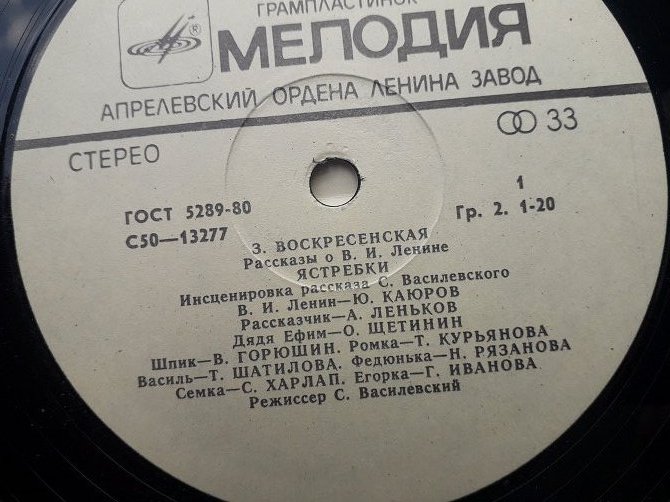 ГРАМПЛАСТИНОК
МЕЛОДИЯ
АПРЕЛЕВСКИЙ ОРДЕНА ЛЕНИНА ЗАВОД
СТЕРЕО
33
ГОСТ 5289-80
1
С50—13277
Гр. 2. 1-20
З. ВОСКРЕСЕНСКАЯ
Рассказы о В. И. Ленине
ЯСТРЕБКИ
Инсценировка рассказа С. Василевского
В. И. Ленин—Ю. КАЮРОВ
Рассказчик—А. ЛЕНЬКОВ
Дядя Ефим—О. ЩЕТИНИН
Шпик—В. ГОРЮШИН. Ромка—Т. КУРЬЯНОВА
Василь—Т. ШАТИЛОВА. Федюнька—Н. РЯЗАНОВА
Семка—С. ХАРЛАП. Егорка—Г. ИВАНОВА
Режиссер С. Василевский